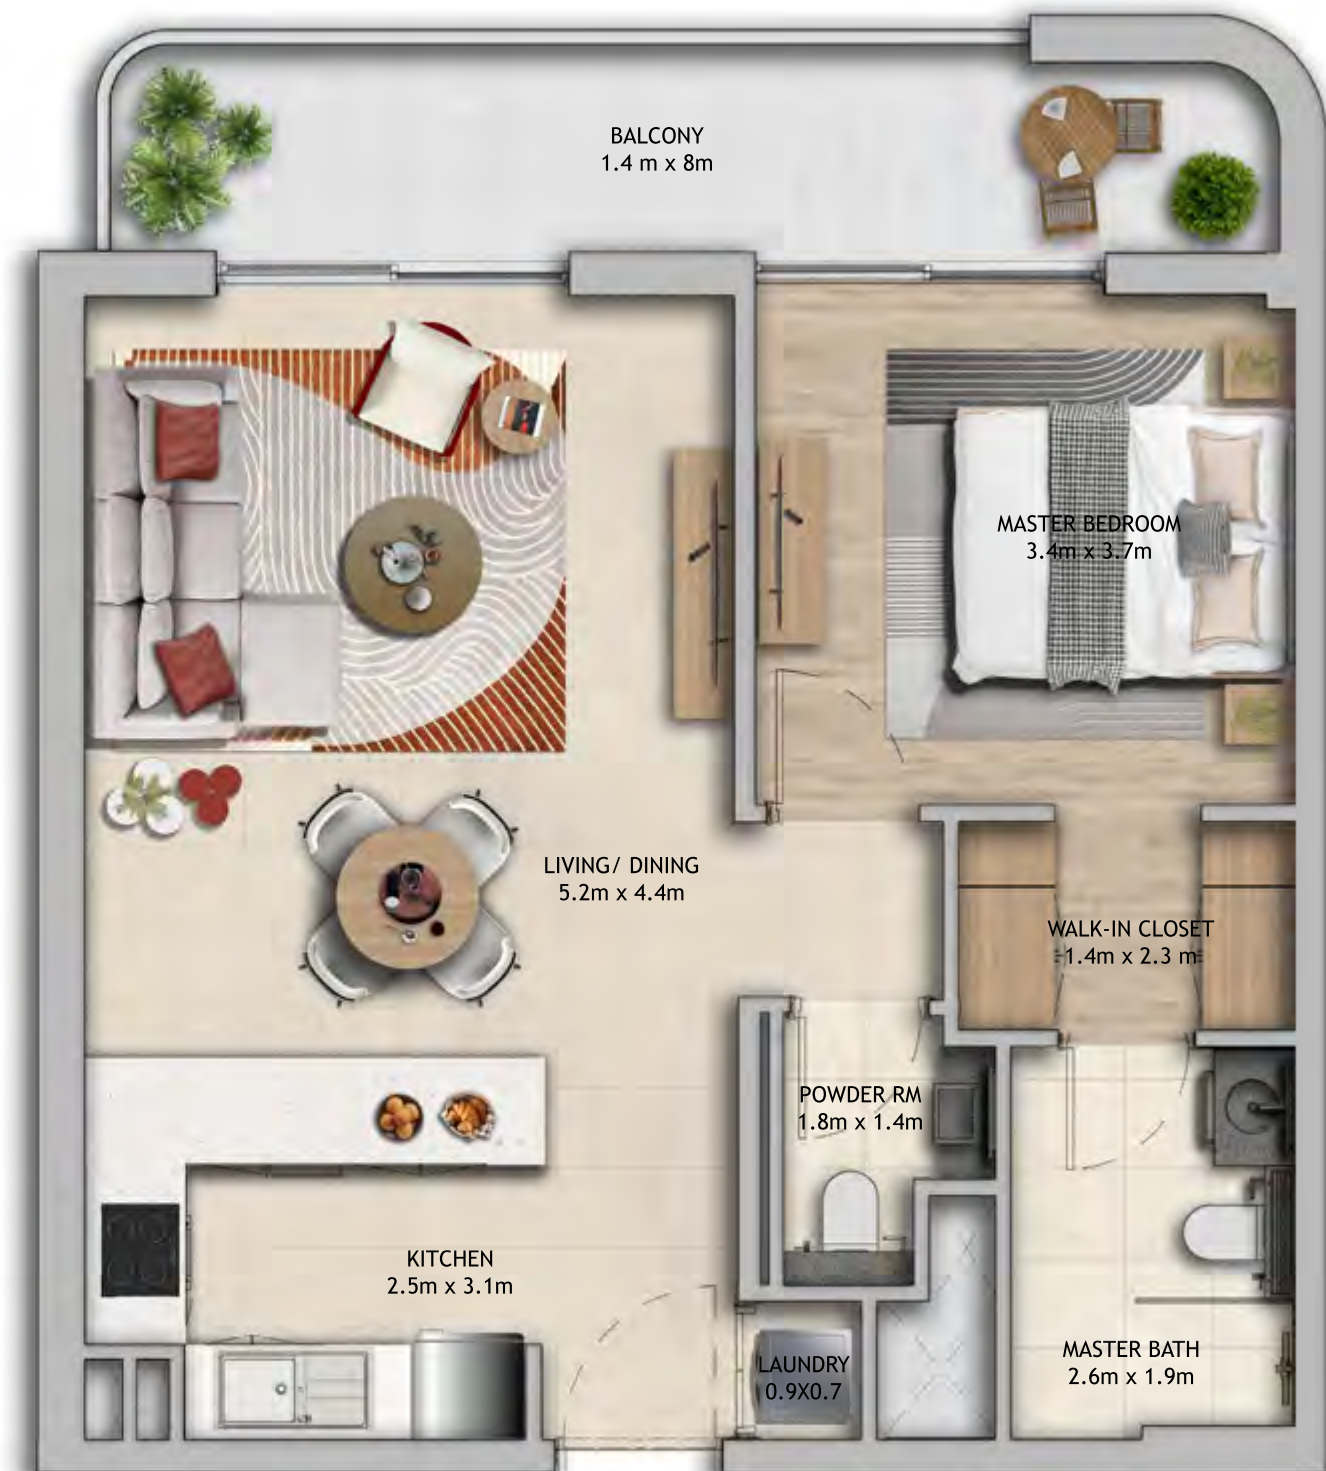 BALCONY
1.4 m x 8m
MASTER BEDROOM
3.4m x 3.7m
LIVING/ DINING
5.2m x 4.4m
WALK-IN CLOSET
1.4m x 2.3 m
POWDER RM
1.8m x 1.4m
KITCHEN
2.5m x 3.1m
MASTER BATH
2.6m x 1.9m
LAUNDRY
0.9X0.7